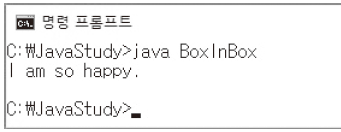 명령 프롬프트
C:₩JavaStudy>java BoxInBox
I am so happy.
C:₩JavaStudy>_